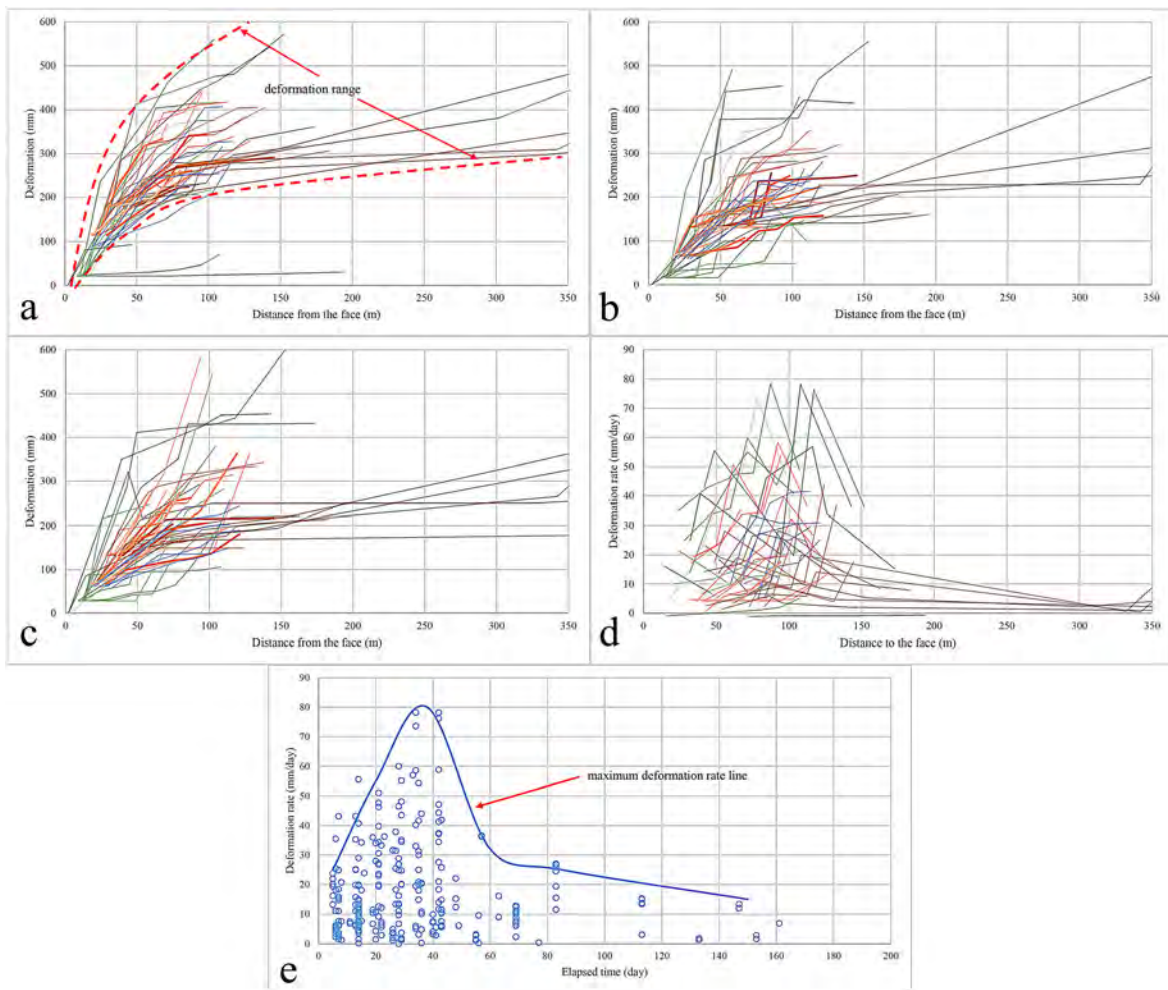 600
500
400
300
200
100
0
Deformation (mm)
deformation range
0 50 100 150 200 250 300 350
Distance from the face (m)
a
600
500
400
300
200
100
0
Deformation (mm)
0 50 100 150 200 250 300 350
Distance from the face (m)
b
600
500
400
300
200
100
0
Deformation (mm)
0 50 100 150 200 250 300 350
Distance from the face (m)
c
90
80
70
60
50
40
30
20
10
0
Deformation rate (mm/day)
0 50 100 150 200 250 300 350
Distance to the face (m)
d
90
80
70
60
50
40
30
20
10
0
Deformation rate (mm/day)
maximum deformation rate line
0 20 40 60 80 100 120 140 160 180 200
Elapsed time (day)
e